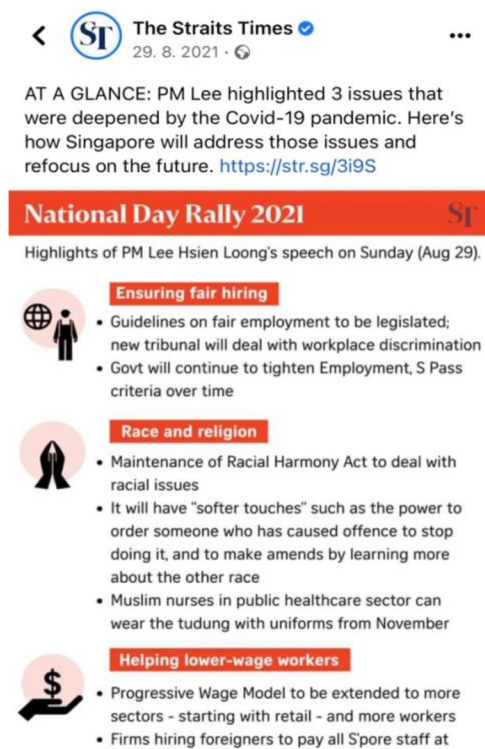 ST The Straits Times
29. 8. 2021 ·
AT A GLANCE: PM Lee highlighted 3 issues that
were deepened by the Covid-19 pandemic. Here's
how Singapore will address those issues and
refocus on the future. https://str.sg/3i9S
National Day Rally 2021 ST
Highlights of PM Lee Hsien Loong's speech on Sunday (Aug 29).
Ensuring fair hiring
• Guidelines on fair employment to be legislated;
new tribunal will deal with workplace discrimination
• Govt will continue to tighten Employment, S Pass
criteria over time
Race and religion
• Maintenance of Racial Harmony Act to deal with
racial issues
• It will have "softer touches" such as the power to
order someone who has caused offence to stop
doing it, and to make amends by learning more
about the other race
• Muslim nurses in public healthcare sector can
wear the tudung with uniforms from November
Helping lower-wage workers
$
• Progressive Wage Model to be extended to more
sectors - starting with retail - and more workers
• Firms hiring foreigners to pay all S'pore staff at